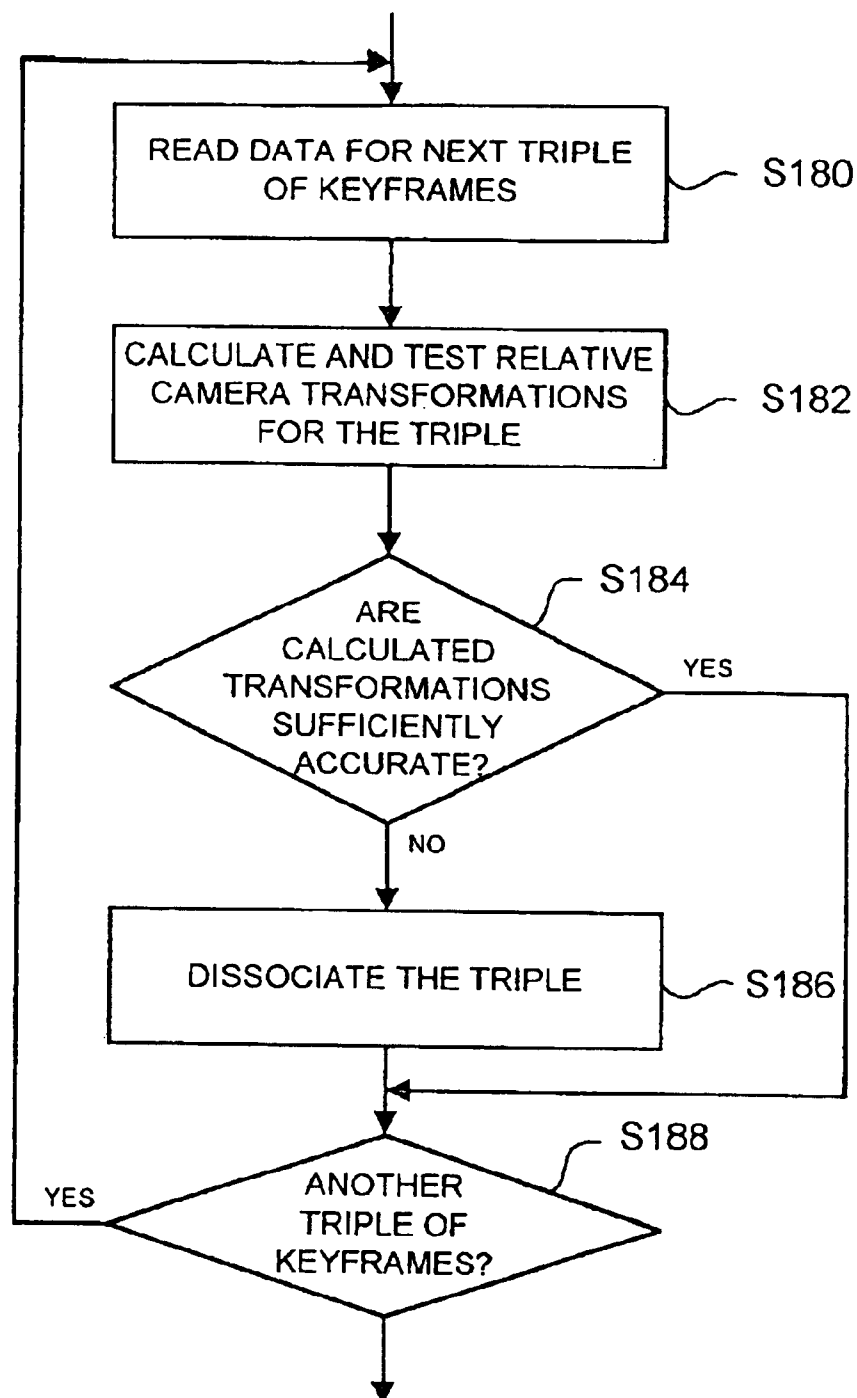 READ DATA FOR NEXT TRIPLE
OF KEYFRAMES
S180
CALCULATE AND TEST RELATIVE
CAMERA TRANSFORMATIONS
FOR THE TRIPLE
S182
S184
ARE
CALCULATED
TRANSFORMATIONS
SUFFICIENTLY
ACCURATE?
YES
NO
DISSOCIATE THE TRIPLE
S186
S188
YES
ANOTHER
TRIPLE OF
KEYFRAMES?